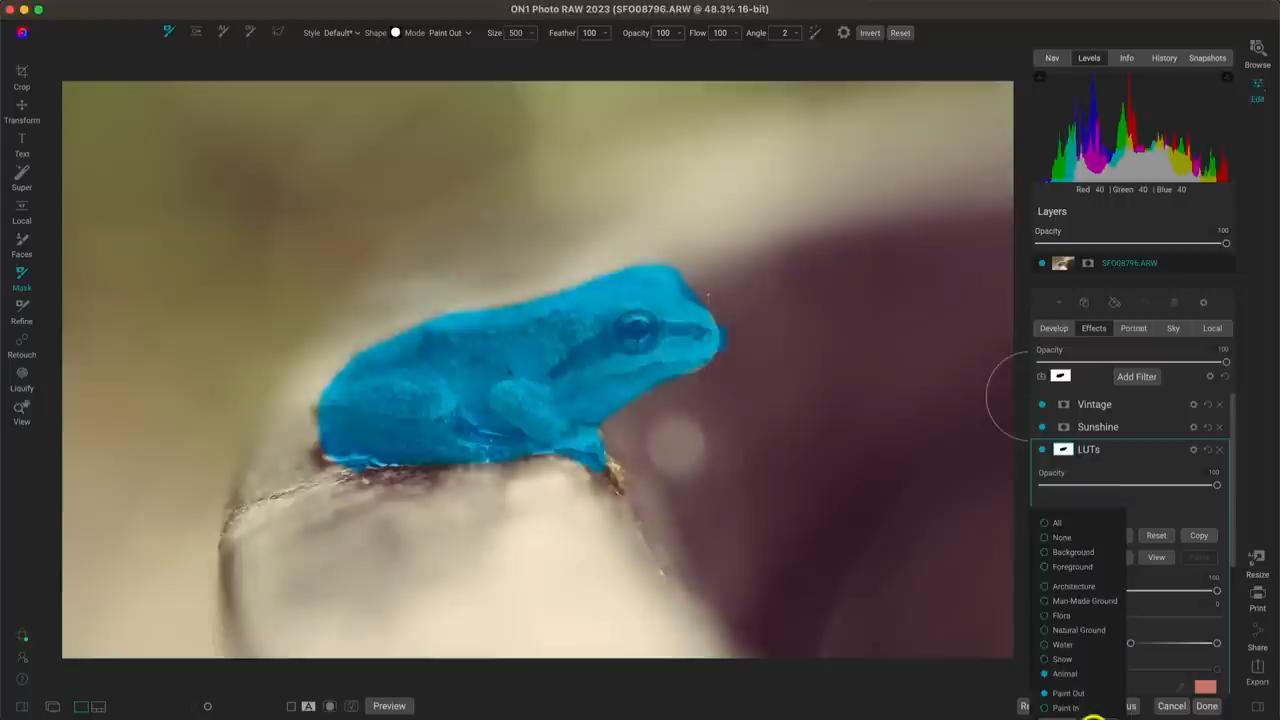 ON1 Photo RAW 2023 (SFO08796.ARW @ 48.3% 16-bit)
Style Default* Shape Mode Paint Out Size 500 Feather 100 Opacity 100 Flow 100 Angle 2 Invert Reset
Crop
Transform
Text
Super
Local
Faces
Mask
Refine
Retouch
Liquify
View
Nav Levels Info History Snapshots
Browse
Edit
Red 40 | Green 40 | Blue 40
Layers
Opacity 100
SFO08796.ARW
Develop Effects Portrait Sky Local
Opacity 100
Add Filter
Vintage
Sunshine
LUTs
Opacity 100
All
None
Background
Foreground
Architecture
Man-Made Ground
Flora
Natural Ground
Water
Snow
Animal
Paint Out
Paint In
Reset Copy
View
100
0
Resize
Print
Share
Export
A Preview
Cancel Done